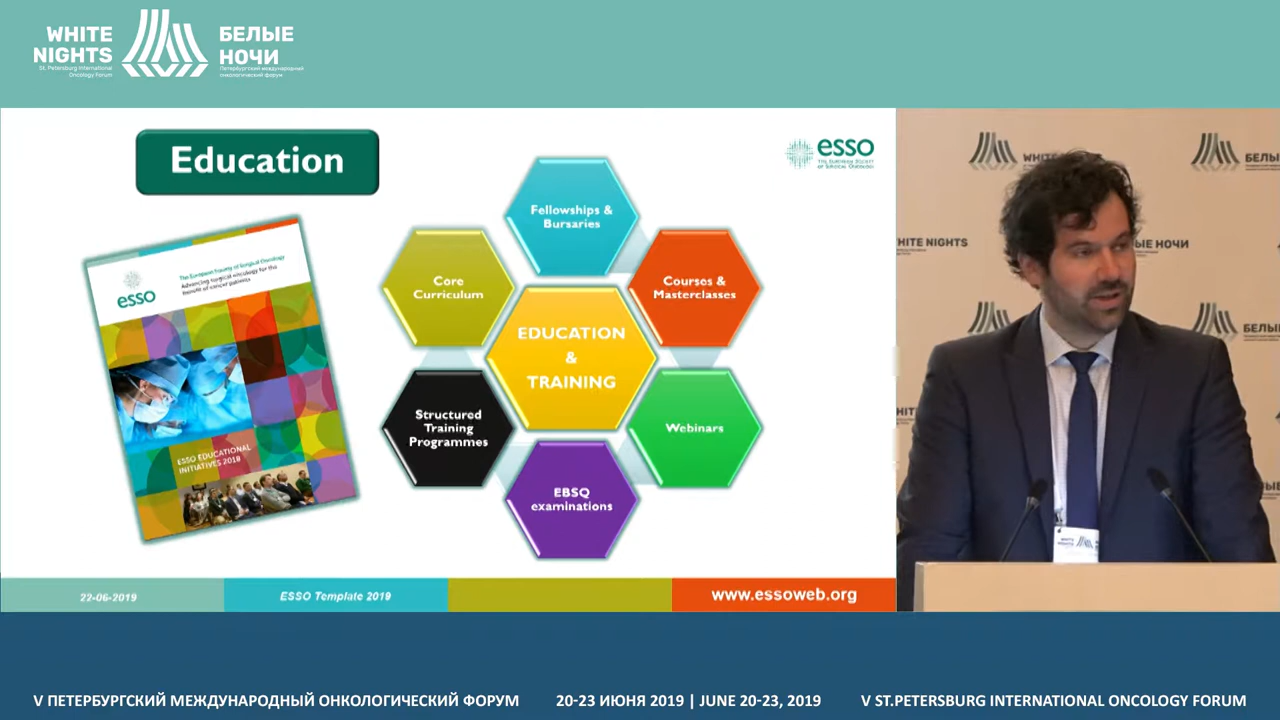 WHITE
NIGHTS
St. Petersburg International
Oncology Forum
БЕЛЫЕ
НОЧИ
Петербургский международный
онкологический форум
Education
esso
THE EUROPEAN SOCIETY
OF SURGICAL ONCOLOGY
esso
The European Society of Surgical Oncology
Advancing surgical oncology for the
benefit of cancer patients
ESSO EDUCATIONAL
INITIATIVES 2018
Fellowships &
Bursaries
Core
Curriculum
Courses &
Masterclasses
EDUCATION
&
TRAINING
Structured
Training
Programmes
Webinars
EBSQ
examinations
22-06-2019
ESSO Template 2019
www.essoweb.org
WHITE NIGHTS
WHITE
NIGHTS
V ПЕТЕРБУРГСКИЙ МЕЖДУНАРОДНЫЙ ОНКОЛОГИЧЕСКИЙ ФОРУМ
20-23 ИЮНЯ 2019 | JUNE 20-23, 2019
V ST.PETERSBURG INTERNATIONAL ONCOLOGY FORUM